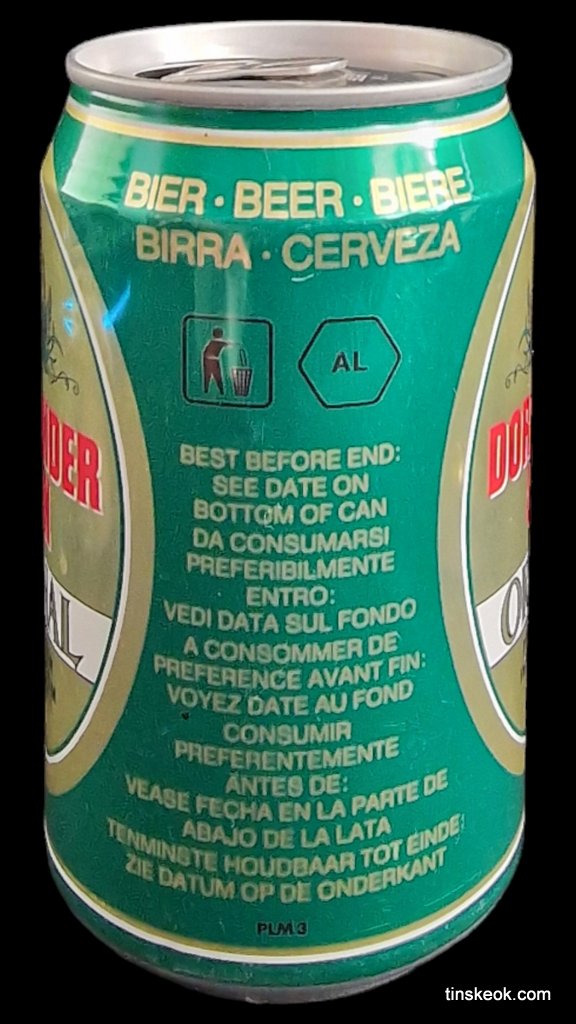 BIER · BEER · BIERE
BIRRA · CERVEZA
AL
BEST BEFORE END:
SEE DATE ON
BOTTOM OF CAN
DA CONSUMARSI
PREFERIBILMENTE
ENTRO:
VEDI DATA SUL FONDO
A CONSOMMER DE
PREFERENCE AVANT FIN:
VOYEZ DATE AU FOND
CONSUMIR
PREFERENTEMENTE
ANTES DE:
VEASE FECHA EN LA PARTE DE
ABAJO DE LA LATA
TENMINSTE HOUDBAAR TOT EINDE:
ZIE DATUM OP DE ONDERKANT
PLM 3
tinskeok.com